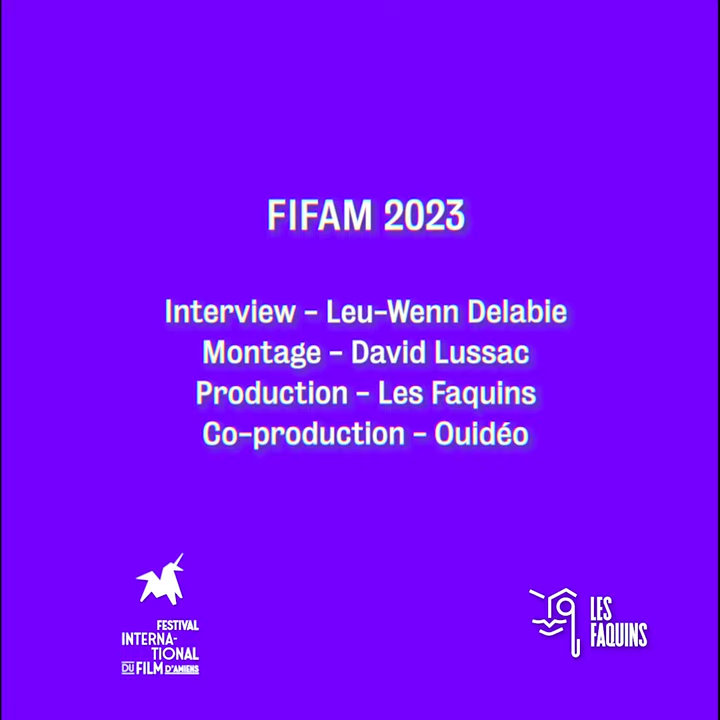 FIFAM 2023
Interview - Leu-Wenn Delabie
Montage - David Lussac
Production - Les Faquins
Co-production - Ouidéo
FESTIVAL
INTERNA-
TIONAL
DU FILM D'AMIENS
LES
FAQUINS